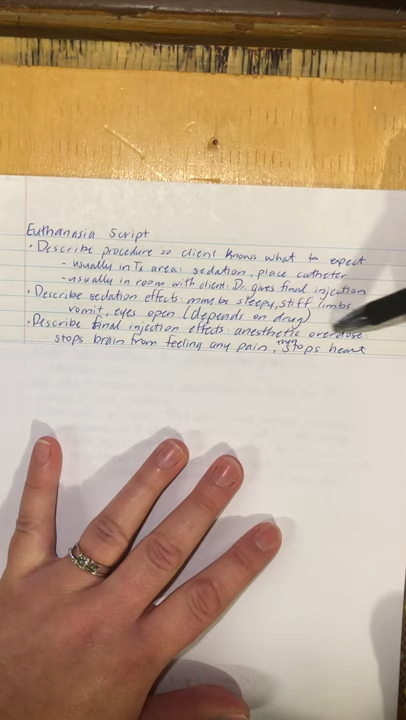 Euthanasia Script
• Describe procedure so client knows what to expect
- usually in Tx area: sedation, place catheter
- usually in room with client: Dr. gives final injection
• Describe sedation effects: may be sleepy, stiff limbs
vomit, eyes open (depends on drug)
• Describe final injection effects: anesthetic overdose:
stops brain from feeling any pain, then stops heart